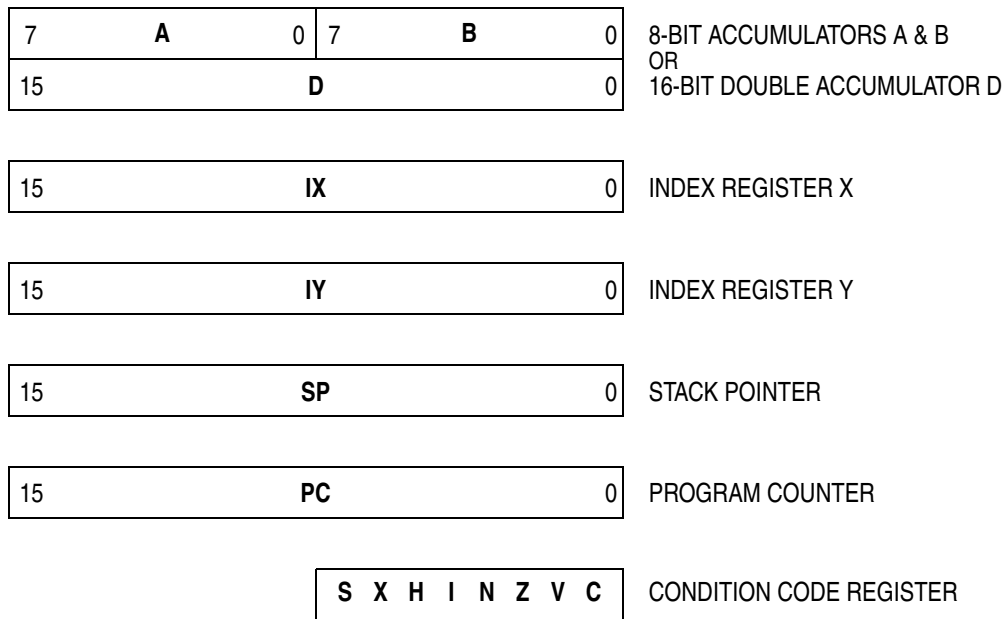 7 A 0 7 B 0 8-BIT ACCUMULATORS A & B
OR
15 D 0 16-BIT DOUBLE ACCUMULATOR D
15 IX 0 INDEX REGISTER X
15 IY 0 INDEX REGISTER Y
15 SP 0 STACK POINTER
15 PC 0 PROGRAM COUNTER
S X H I N Z V C CONDITION CODE REGISTER